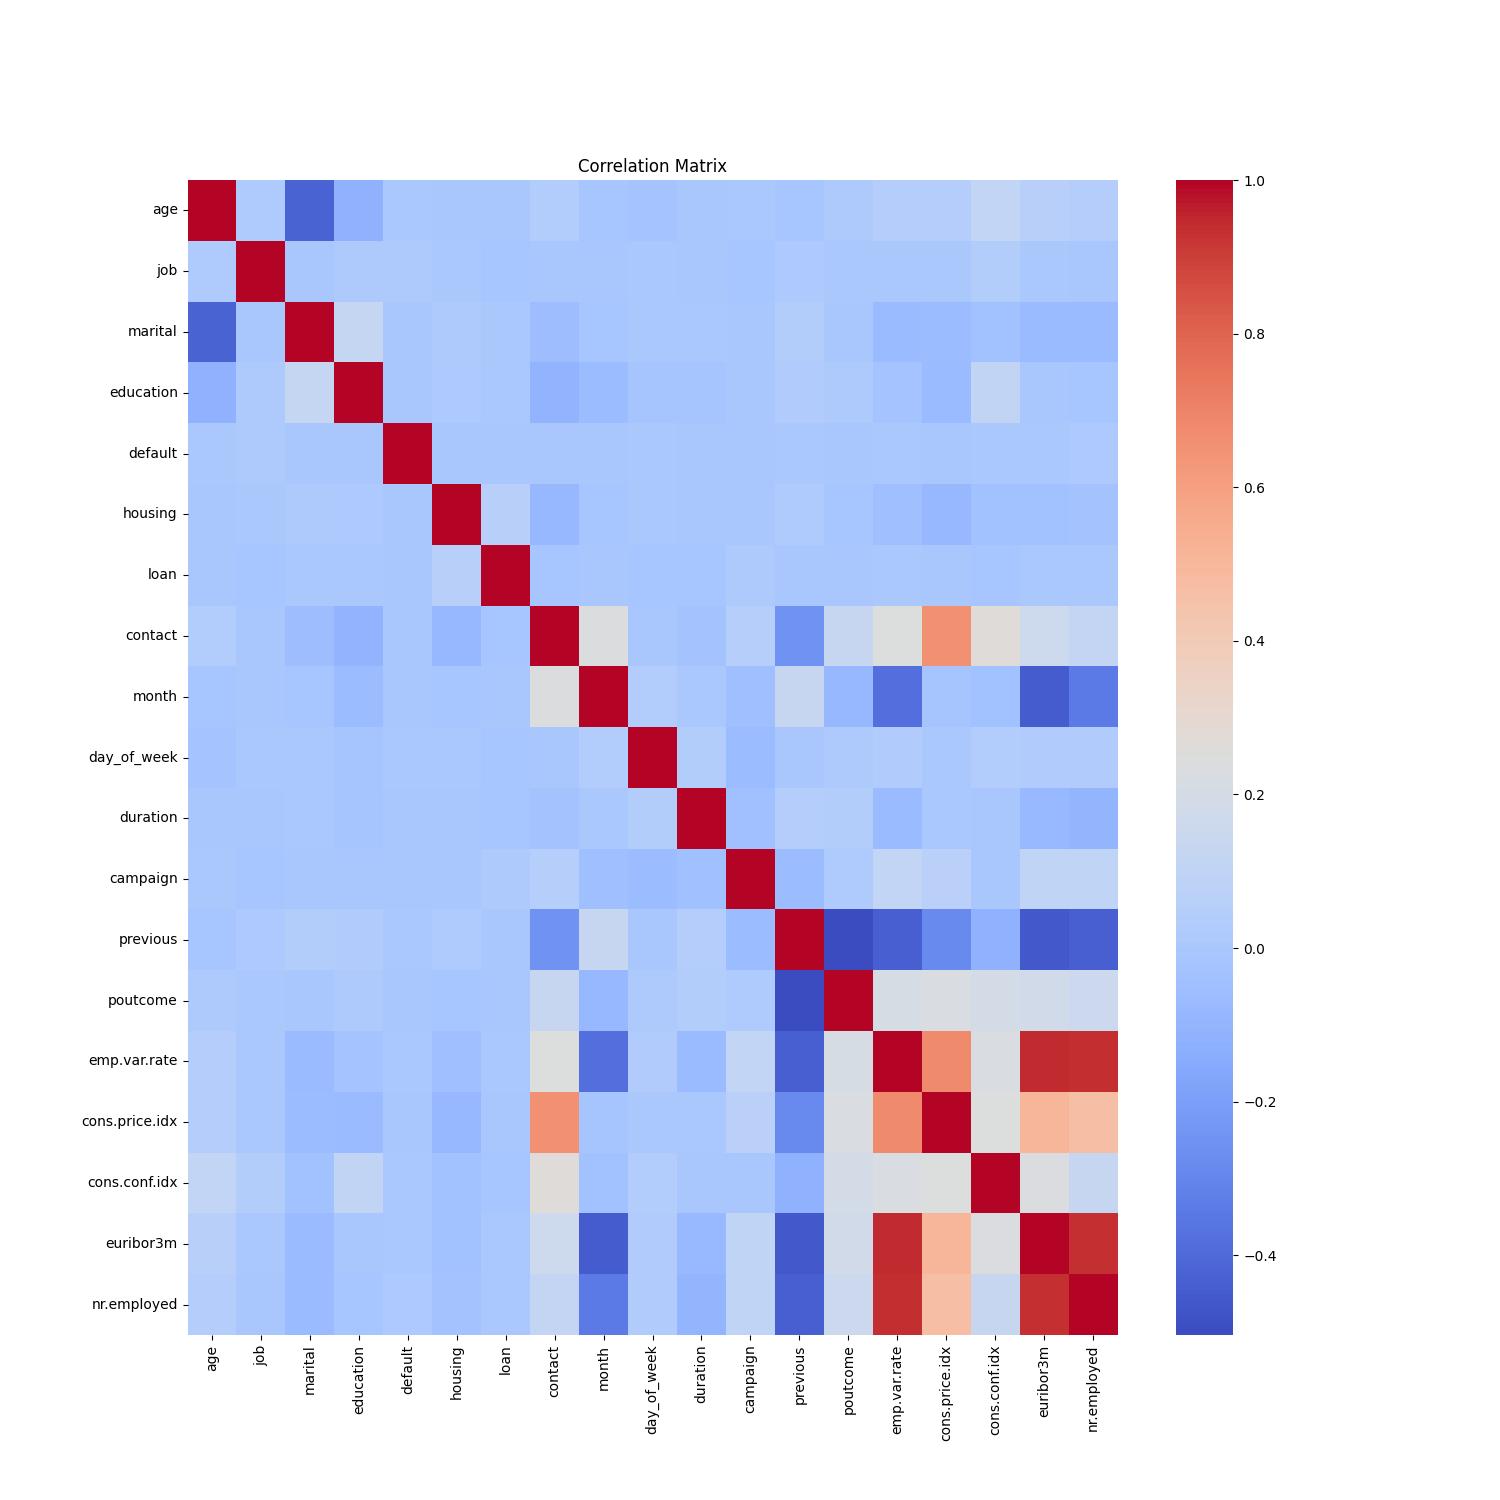 Correlation Matrix
age
job
marital
education
default
housing
loan
contact
month
day_of_week
duration
campaign
previous
poutcome
emp.var.rate
cons.price.idx
cons.conf.idx
euribor3m
nr.employed
age
job
marital
education
default
housing
loan
contact
month
day_of_week
duration
campaign
previous
poutcome
emp.var.rate
cons.price.idx
cons.conf.idx
euribor3m
nr.employed
1.0
0.8
0.6
0.4
0.2
0.0
−0.2
−0.4